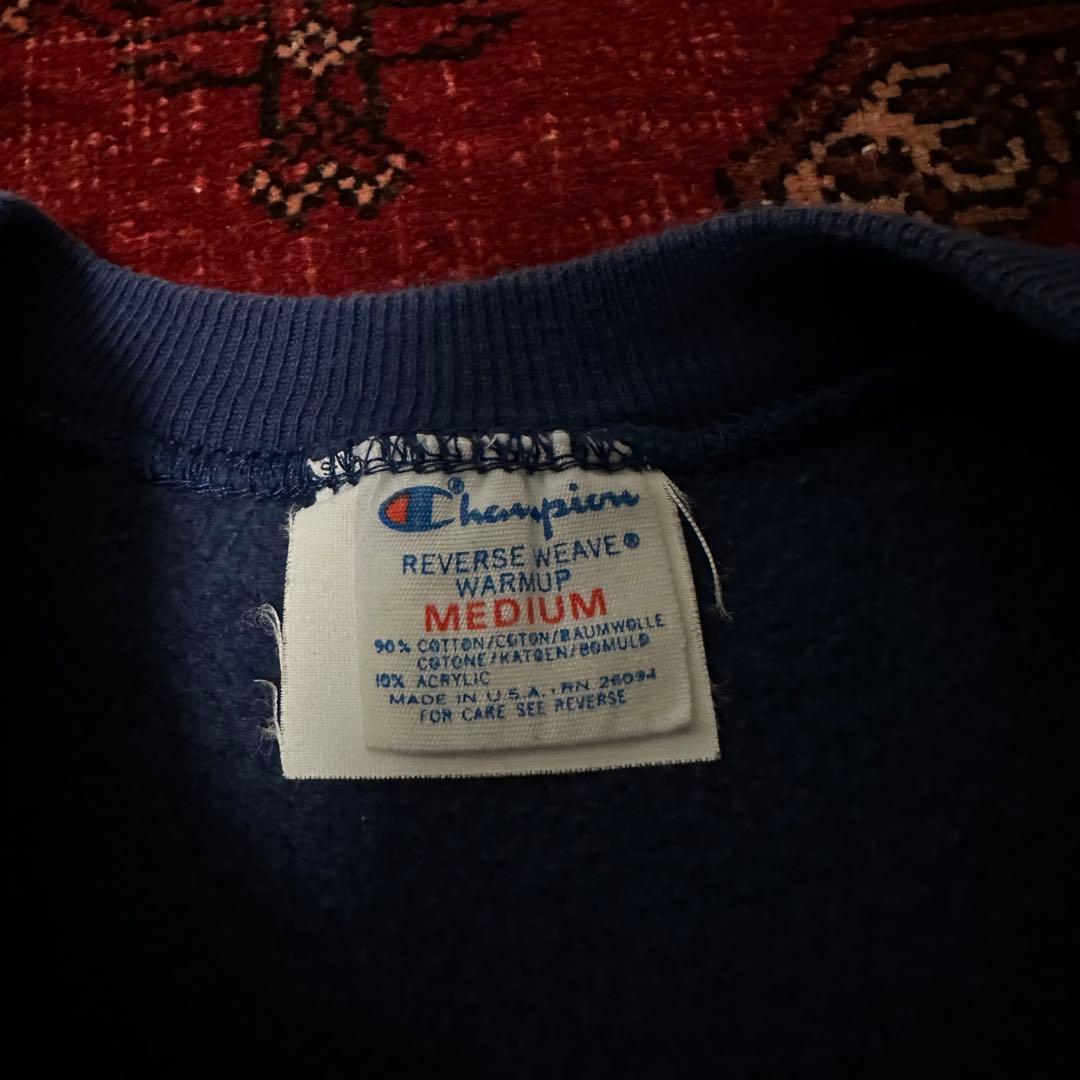 Champion®
REVERSE WEAVE®
WARMUP
MEDIUM
90% COTTON/COTON/BAUMWOLLE
COTONE/KATOEN/BOMULD
10% ACRYLIC
MADE IN U.S.A. · RN 26094
FOR CARE SEE REVERSE